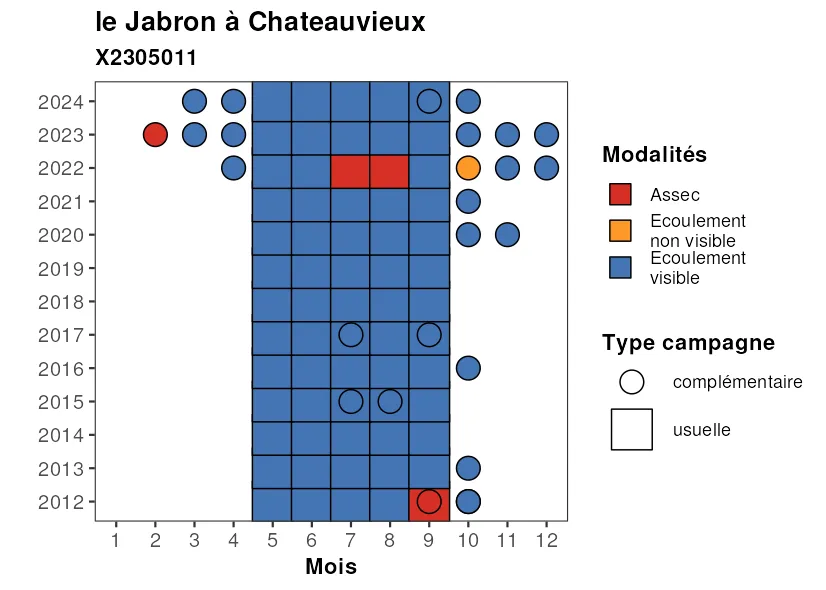 le Jabron à Chateauvieux
X2305011
2024
2023
2022
2021
2020
2019
2018
2017
2016
2015
2014
2013
2012
1 2 3 4 5 6 7 8 9 10 11 12
Mois
Modalités
Assec
Ecoulement
non visible
Ecoulement
visible
Type campagne
complémentaire
usuelle